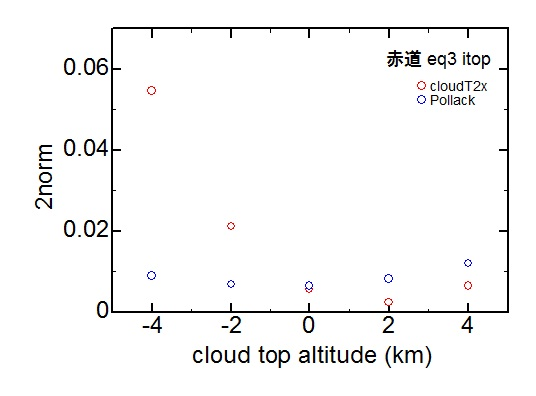 赤道 eq3 itop
cloudT2x
Pollack
0.06
0.04
0.02
0
2norm
-4 -2 0 2 4
cloud top altitude (km)